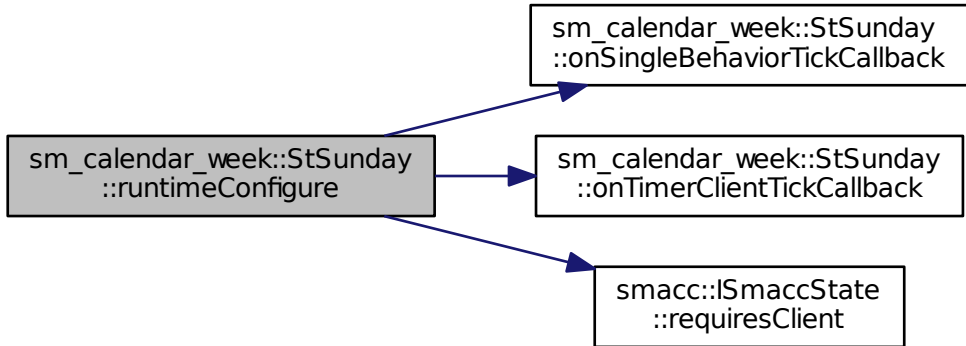 sm_calendar_week::StSunday
::onSingleBehaviorTickCallback
sm_calendar_week::StSunday
::runtimeConfigure
sm_calendar_week::StSunday
::onTimerClientTickCallback
smacc::ISmaccState
::requiresClient